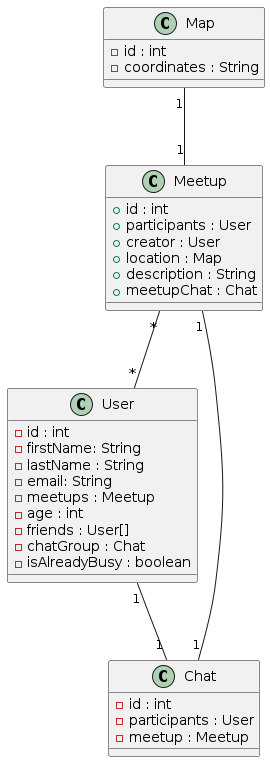 C Map
id : int
coordinates : String
1
1
C Meetup
id : int
participants : User
creator : User
location : Map
description : String
meetupChat : Chat
* 1
*
C User
id : int
firstName: String
lastName : String
email: String
meetups : Meetup
age : int
friends : User[]
chatGroup : Chat
isAlreadyBusy : boolean
1
1 1
C Chat
id : int
participants : User
meetup : Meetup